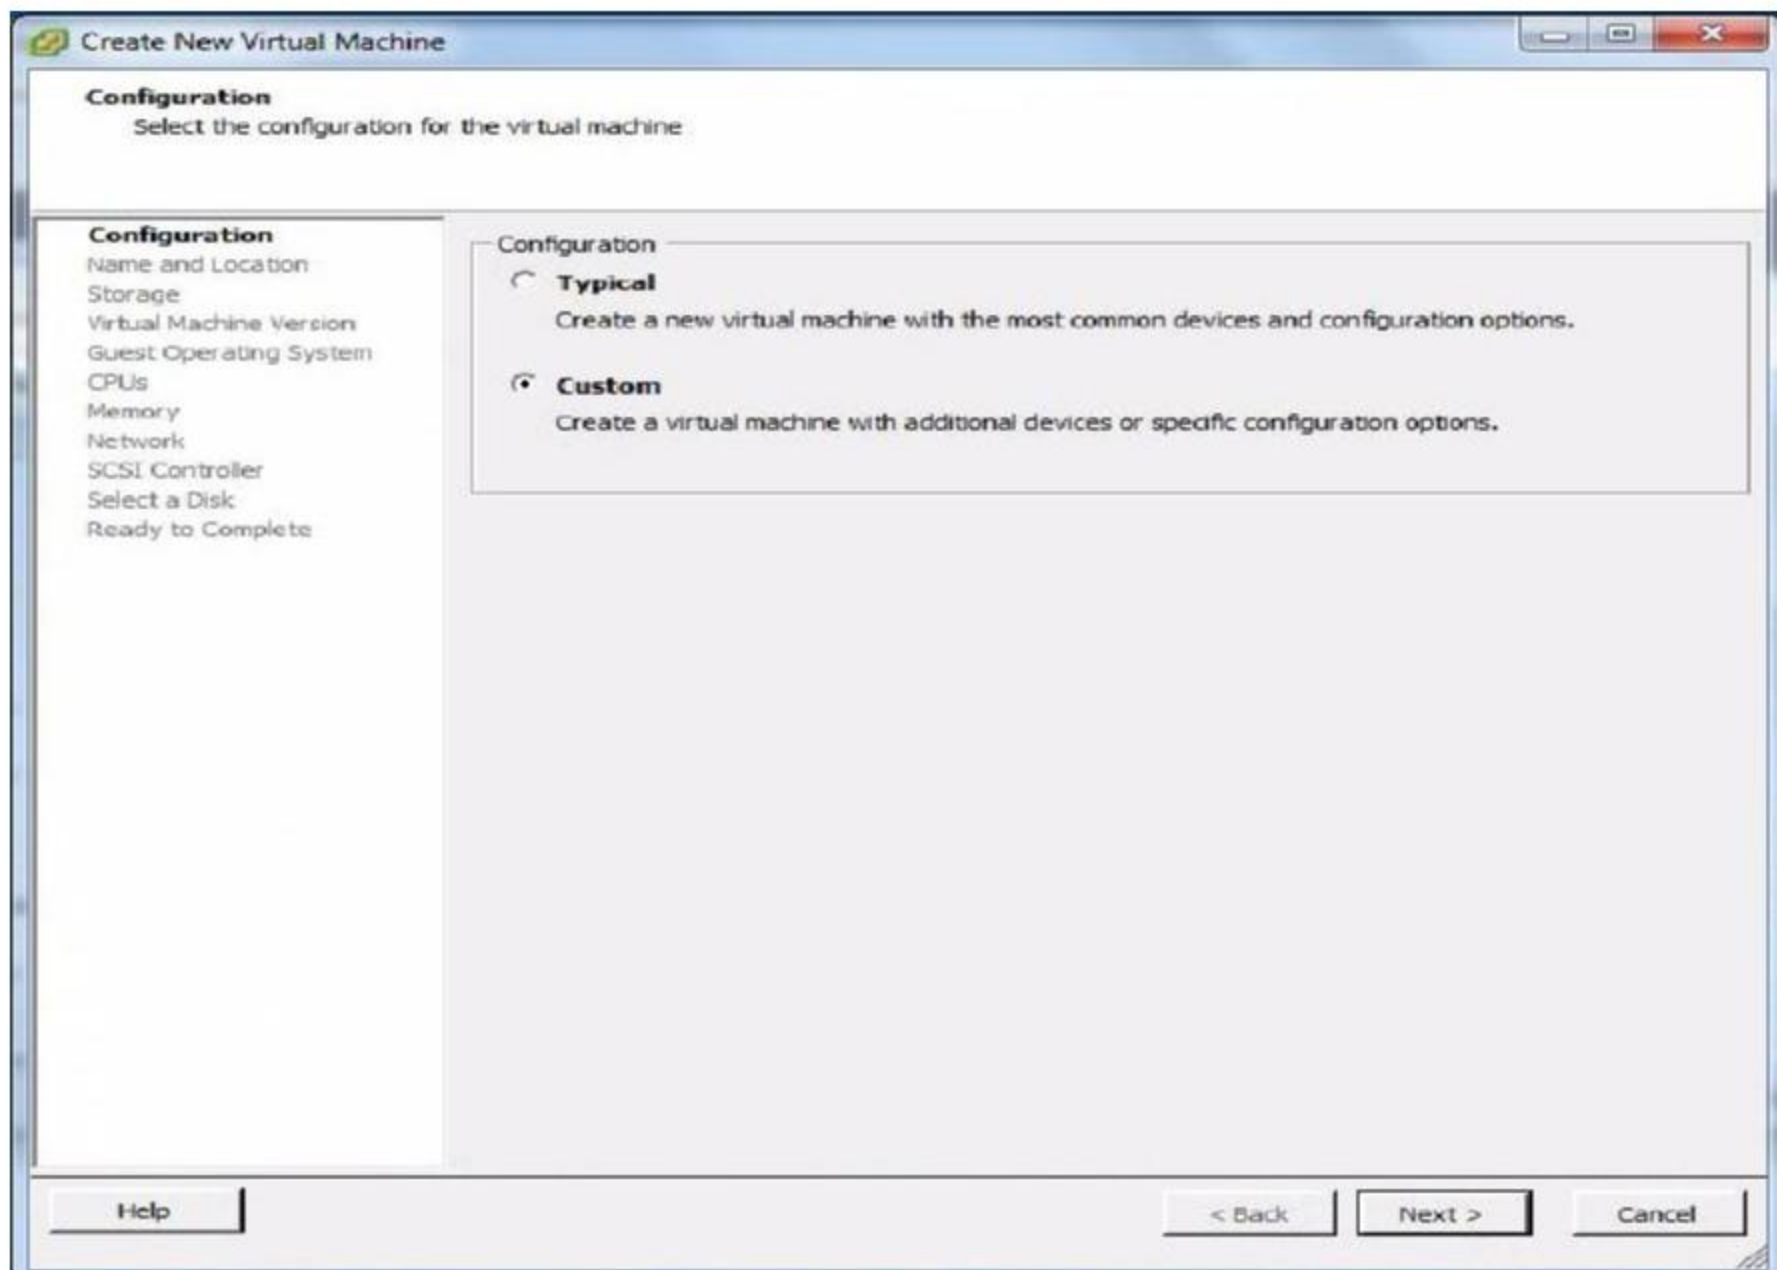 Create New Virtual Machine
Configuration
Select the configuration for the virtual machine
Configuration
Name and Location
Storage
Virtual Machine Version
Guest Operating System
CPUs
Memory
Network
SCSI Controller
Select a Disk
Ready to Complete
Configuration
Typical
Create a new virtual machine with the most common devices and configuration options.
Custom
Create a virtual machine with additional devices or specific configuration options.
Help
< Back
Next >
Cancel